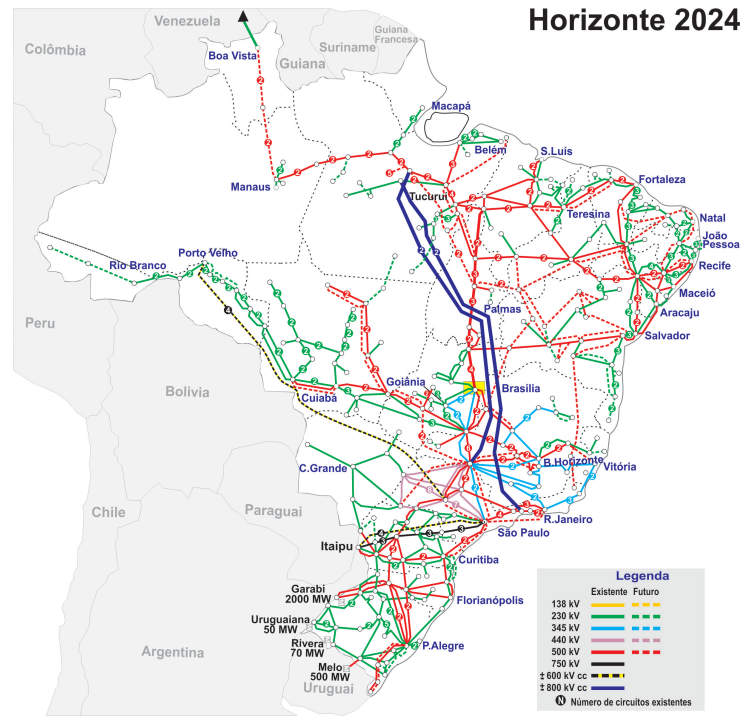 Horizonte 2024
Venezuela
Colômbia
Guiana
Francesa
Suriname
Guiana
Boa Vista
Macapá
Belém
S.Luís
Manaus
Tucuruí
Fortaleza
Teresina
Natal
João
Pessoa
Recife
Maceió
Aracaju
Salvador
Porto Velho
Rio Branco
Palmas
Peru
Bolívia
Cuiabá
Goiânia
Brasília
C.Grande
B.Horizonte
Vitória
Chile
Paraguai
R.Janeiro
São Paulo
Itaipu
Curitiba
Garabi
2000 MW
Florianópolis
Uruguaiana
50 MW
Rivera
70 MW
P.Alegre
Melo
500 MW
Argentina
Uruguai
Legenda
Existente Futuro
138 kV
230 kV
345 kV
440 kV
500 kV
750 kV
± 600 kV cc
± 800 kV cc
N Número de circuitos existentes